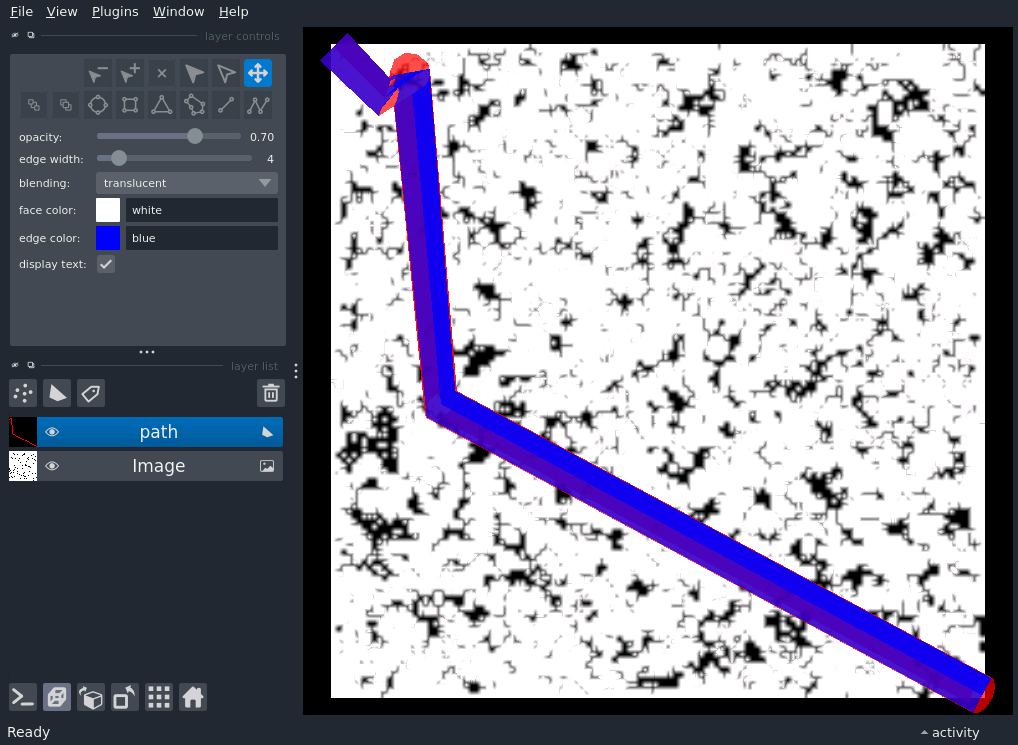 File View Plugins Window Help
layer controls
opacity: 0.70
edge width: 4
blending: translucent
face color: white
edge color: blue
display text:
layer list
path
Image
Ready activity